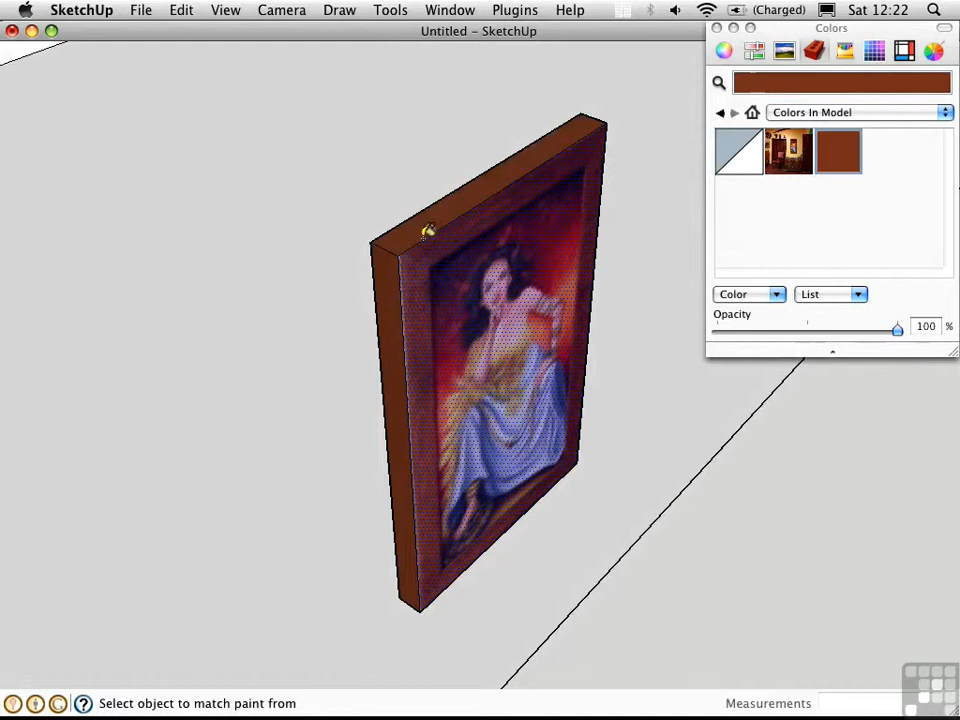 SketchUp File Edit View Camera Draw Tools Window Plugins Help (Charged) Sat 12:22
Untitled - SketchUp
Colors
Colors In Model
Color List
Opacity
100 %
Select object to match paint from
Measurements